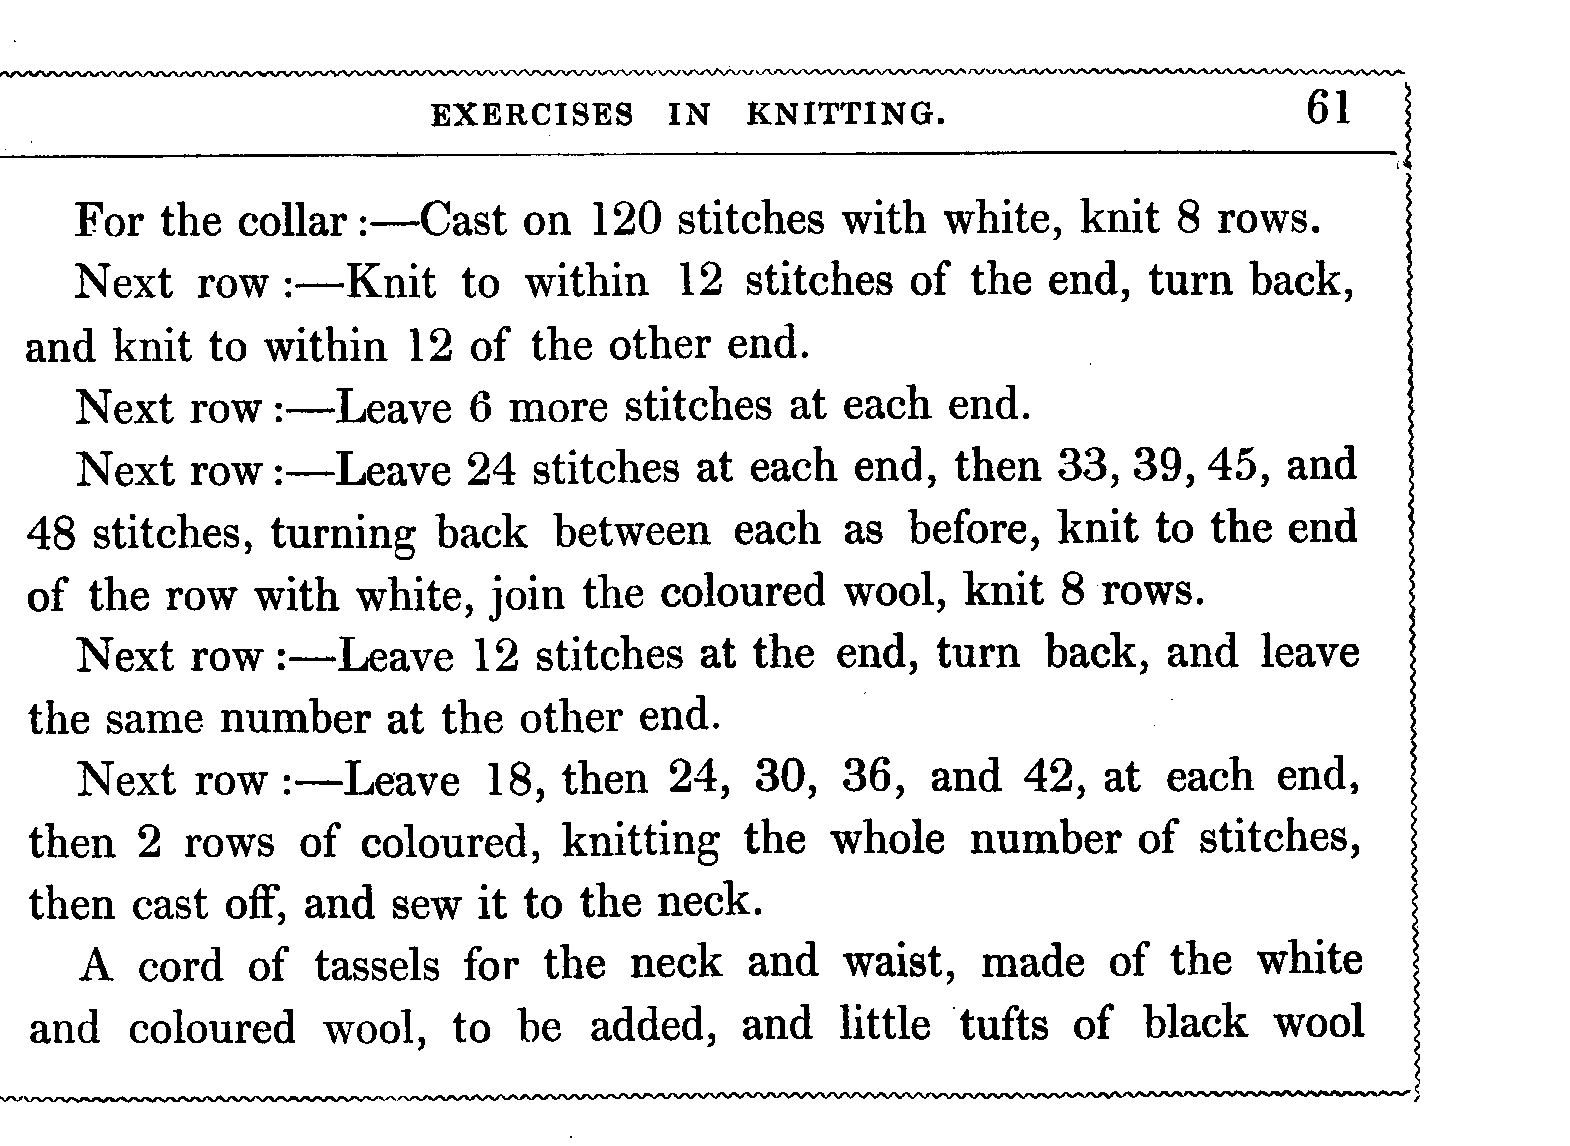 EXERCISES IN KNITTING. 61
For the collar :—Cast on 120 stitches with white, knit 8 rows.
Next row :—Knit to within 12 stitches of the end, turn back,
and knit to within 12 of the other end.
Next row :—Leave 6 more stitches at each end.
Next row :—Leave 24 stitches at each end, then 33, 39, 45, and
48 stitches, turning back between each as before, knit to the end
of the row with white, join the coloured wool, knit 8 rows.
Next row :—Leave 12 stitches at the end, turn back, and leave
the same number at the other end.
Next row :—Leave 18, then 24, 30, 36, and 42, at each end,
then 2 rows of coloured, knitting the whole number of stitches,
then cast off, and sew it to the neck.
A cord of tassels for the neck and waist, made of the white
and coloured wool, to be added, and little tufts of black wool